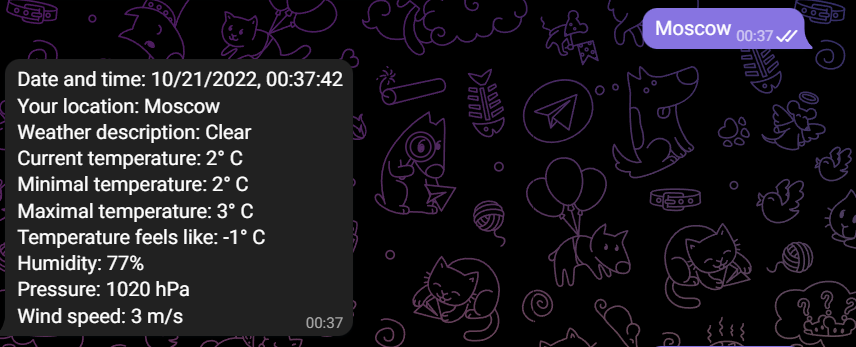 Moscow 00:37
Date and time: 10/21/2022, 00:37:42
Your location: Moscow
Weather description: Clear
Current temperature: 2° C
Minimal temperature: 2° C
Maximal temperature: 3° C
Temperature feels like: -1° C
Humidity: 77%
Pressure: 1020 hPa
Wind speed: 3 m/s
00:37